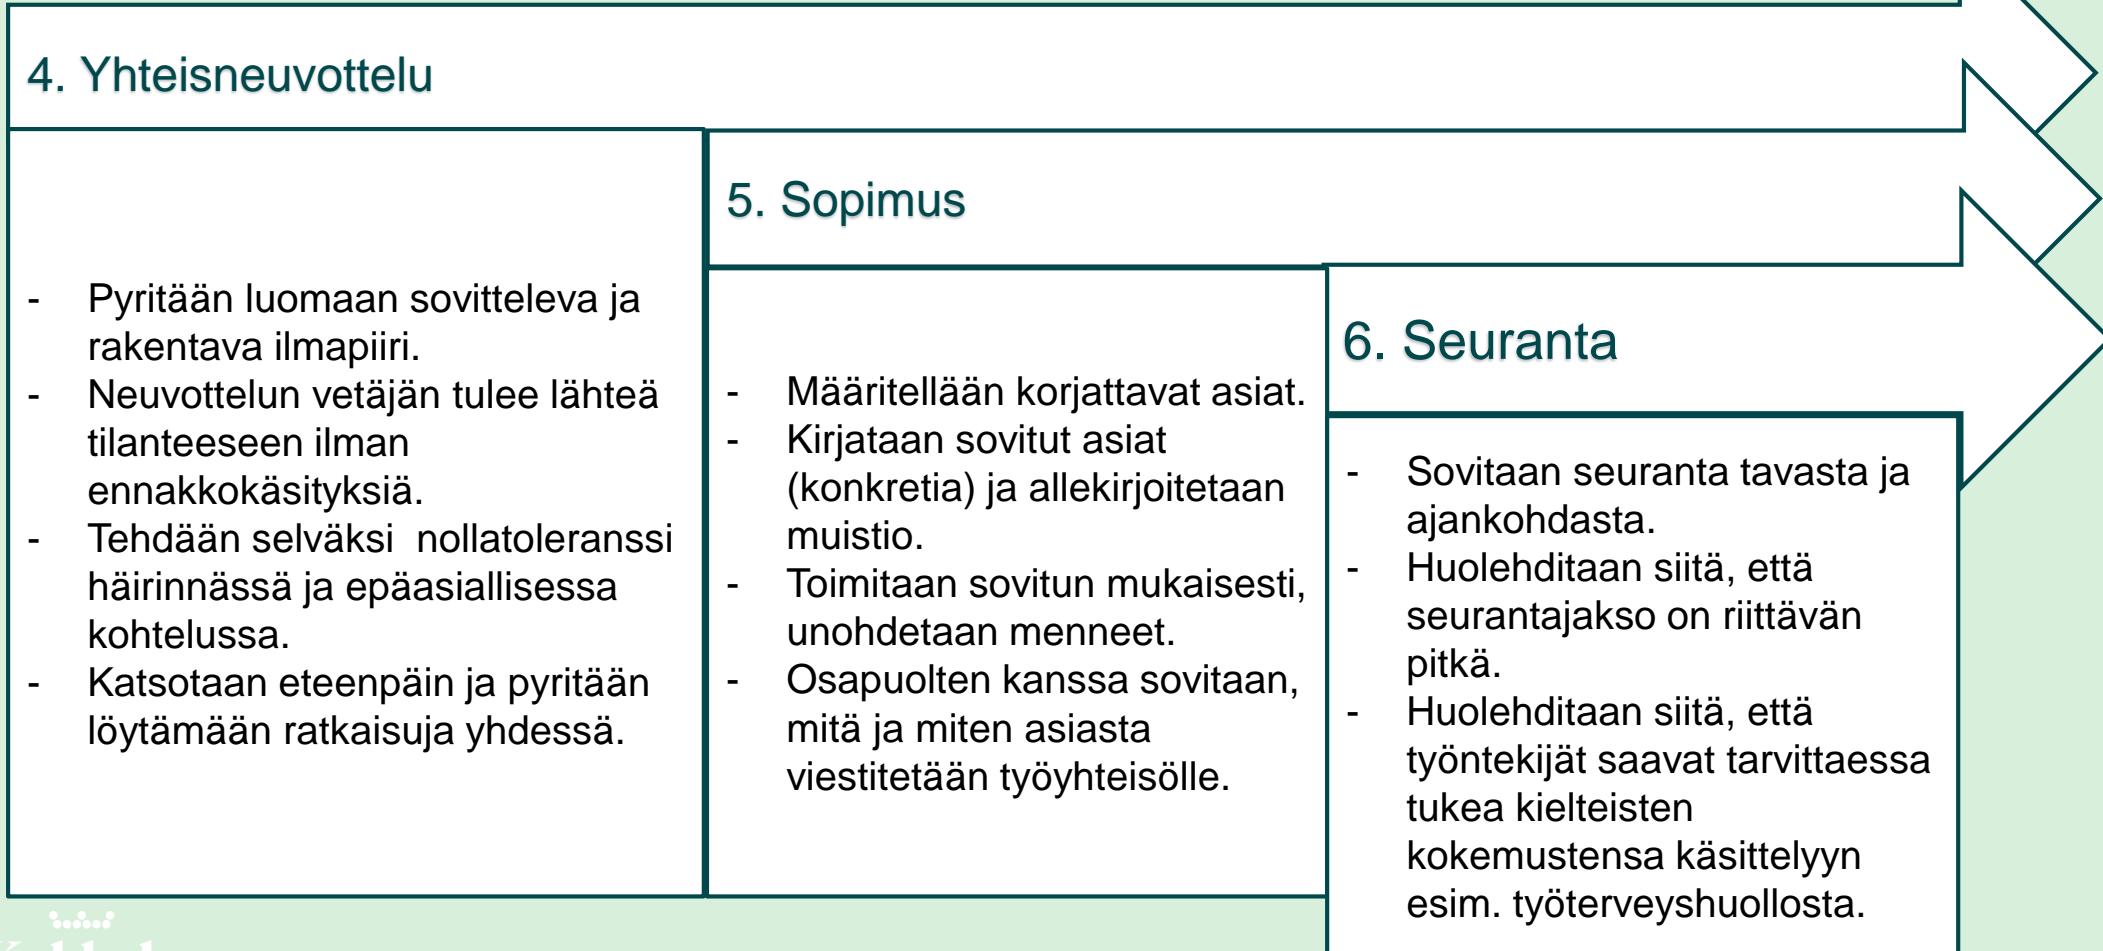 4. Yhteisneuvottelu
- Pyritään luomaan sovitteleva ja
rakentava ilmapiiri.
- Neuvottelun vetäjän tulee lähteä
tilanteeseen ilman
ennakkokäsityksiä.
- Tehdään selväksi  nollatoleranssi
häirinnässä ja epäasiallisessa
kohtelussa.
- Katsotaan eteenpäin ja pyritään
löytämään ratkaisuja yhdessä.
5. Sopimus
- Määritellään korjattavat asiat.
- Kirjataan sovitut asiat
(konkretia) ja allekirjoitetaan
muistio.
- Toimitaan sovitun mukaisesti,
unohdetaan menneet.
- Osapuolten kanssa sovitaan,
mitä ja miten asiasta
viestitetään työyhteisölle.
6. Seuranta
- Sovitaan seuranta tavasta ja
ajankohdasta.
- Huolehditaan siitä, että
seurantajakso on riittävän
pitkä.
- Huolehditaan siitä, että
työntekijät saavat tarvittaessa
tukea kielteisten
kokemustensa käsittelyyn
esim. työterveyshuollosta.